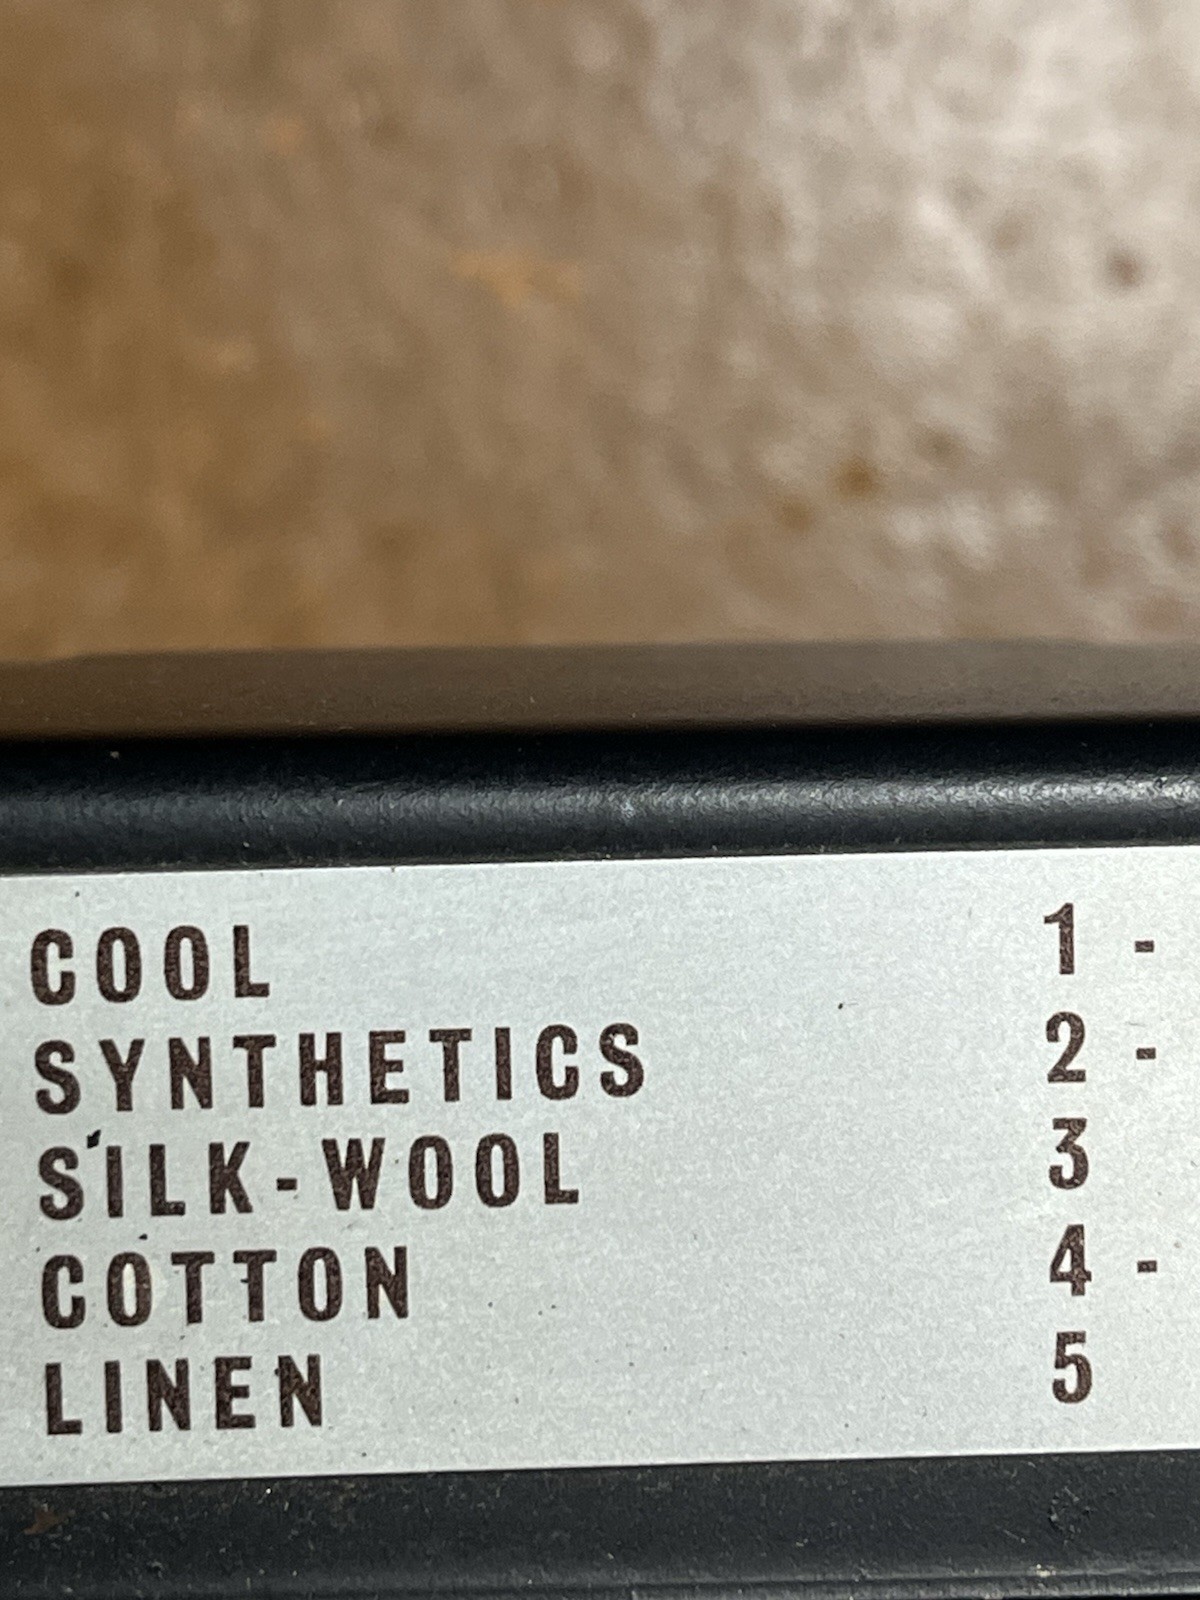 COOL 1 -
SYNTHETICS 2 -
SILK-WOOL 3
COTTON 4 -
LINEN 5